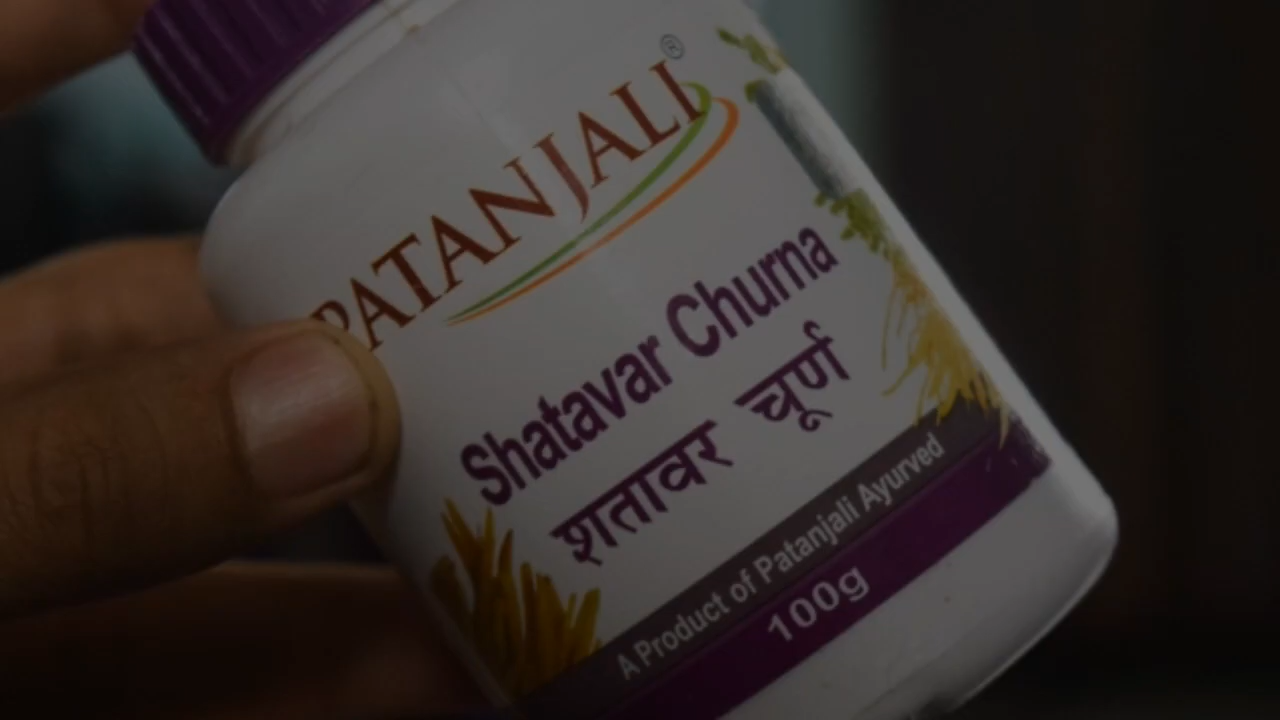 PATANJALI®
Shatavar Churna
शतावर चूर्ण
A Product of Patanjali Ayurved
100g